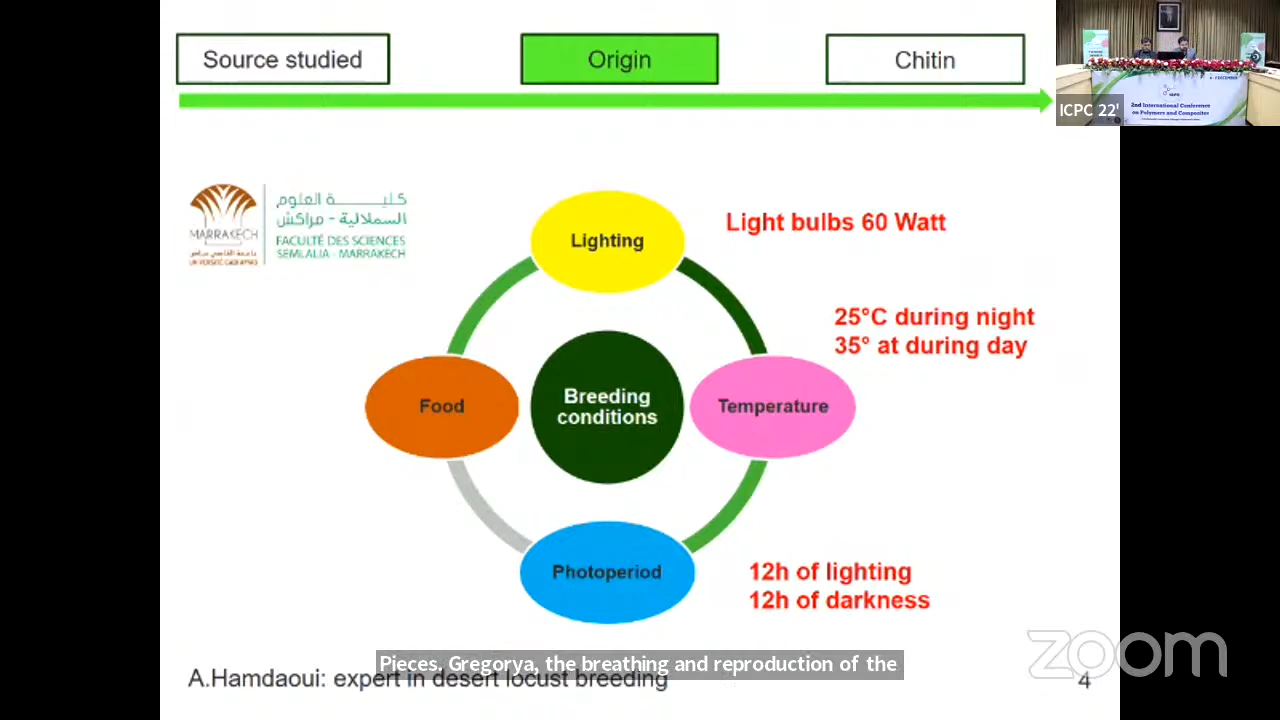 Source studied
Origin
Chitin
ICPC 22'
2nd International Conference
on Polymers and Composites
كلية العلوم
السملالية - مراكش
MARRAKECH
FACULTÉ DES SCIENCES
SEMLALIA - MARRAKECH
Lighting
Light bulbs 60 Watt
25°C during night
35° at during day
Food
Breeding
conditions
Temperature
Photoperiod
12h of lighting
12h of darkness
zoom
Pieces, Gregorya, the breathing and reproduction of the
A.Hamdaoui: expert in desert locust breeding
4